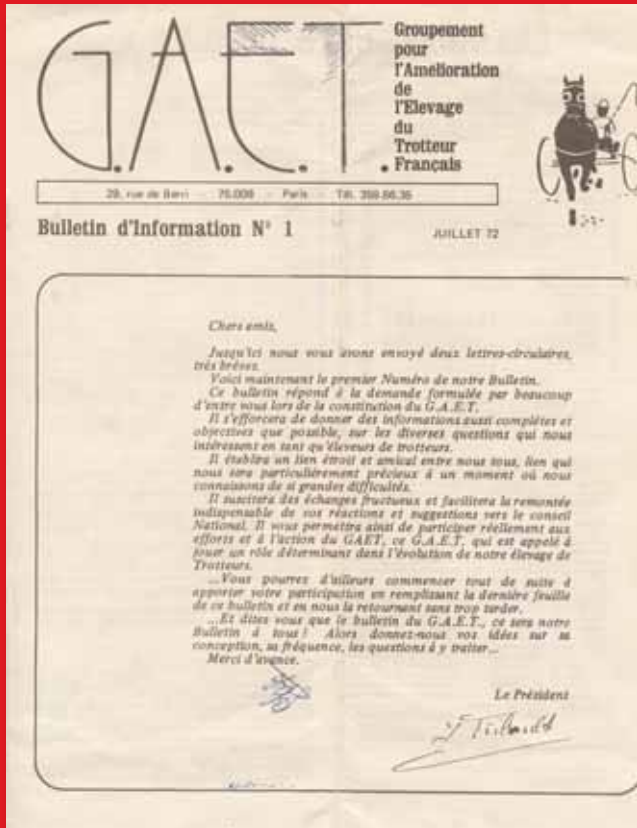 G.A.E.T.
Groupement
pour
l'Amelioration
de
l'Elevage
du
Trotteur
Français
29, rue de Berri - 75.008 - Paris - Tél. 359.66.35
Bulletin d'Information N° 1
JUILLET 72
Chers amis,
Jusqu'ici nous vous avons envoyé deux lettres-circulaires,
très brèves.
Voici maintenant le premier Numéro de notre Bulletin.
Ce bulletin répond à la demande formulée par beaucoup
d'entre vous lors de la constitution du G.A.E.T.
Il s'efforcera de donner des informations aussi complètes et
objectives que possible, sur les diverses questions qui nous
intéressent en tant qu'éleveurs de trotteurs.
Il établira un lien étroit et amical entre nous tous, lien qui
nous sera particulièrement précieux à un moment où nous
connaissons de si grandes difficultés.
Il suscitera des échanges fructueux et facilitera la remontée
indispensable de vos réactions et suggestions vers le conseil
National. Il vous permettra ainsi de participer réellement aux
efforts et à l'action du GAET, ce G.A.E.T. qui est appelé à
jouer un rôle déterminant dans l'évolution de notre élevage de
Trotteurs.
...Vous pourrez d'ailleurs commencer tout de suite à
apporter votre participation en remplissant la dernière feuille
de ce bulletin et en nous la retournant sans trop tarder.
...Et dites vous que le bulletin du G.A.E.T., ce sera notre
Bulletin à tous ! Alors donnez-nous vos idées sur sa
conception, sa fréquence, les questions à y traiter...
Merci d'avance.
Le Président